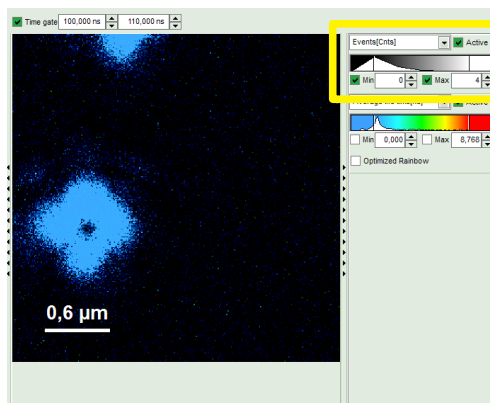 Time gate 100,000 ns 110,000 ns
Events[Cnts] Active
Min 0 Max 4
Min 0,000 Max 8,768
Optimized Rainbow
0,6 µm